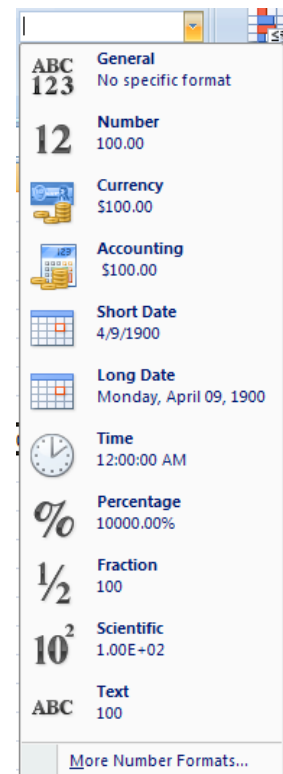 ABC
123
General
No specific format
12
Number
100.00
Currency
$100.00
123
Accounting
$100.00
Short Date
4/9/1900
Long Date
Monday, April 09, 1900
Time
12:00:00 AM
%
Percentage
10000.00%
1/2
Fraction
100
10²
Scientific
1.00E+02
ABC
Text
100
More Number Formats...